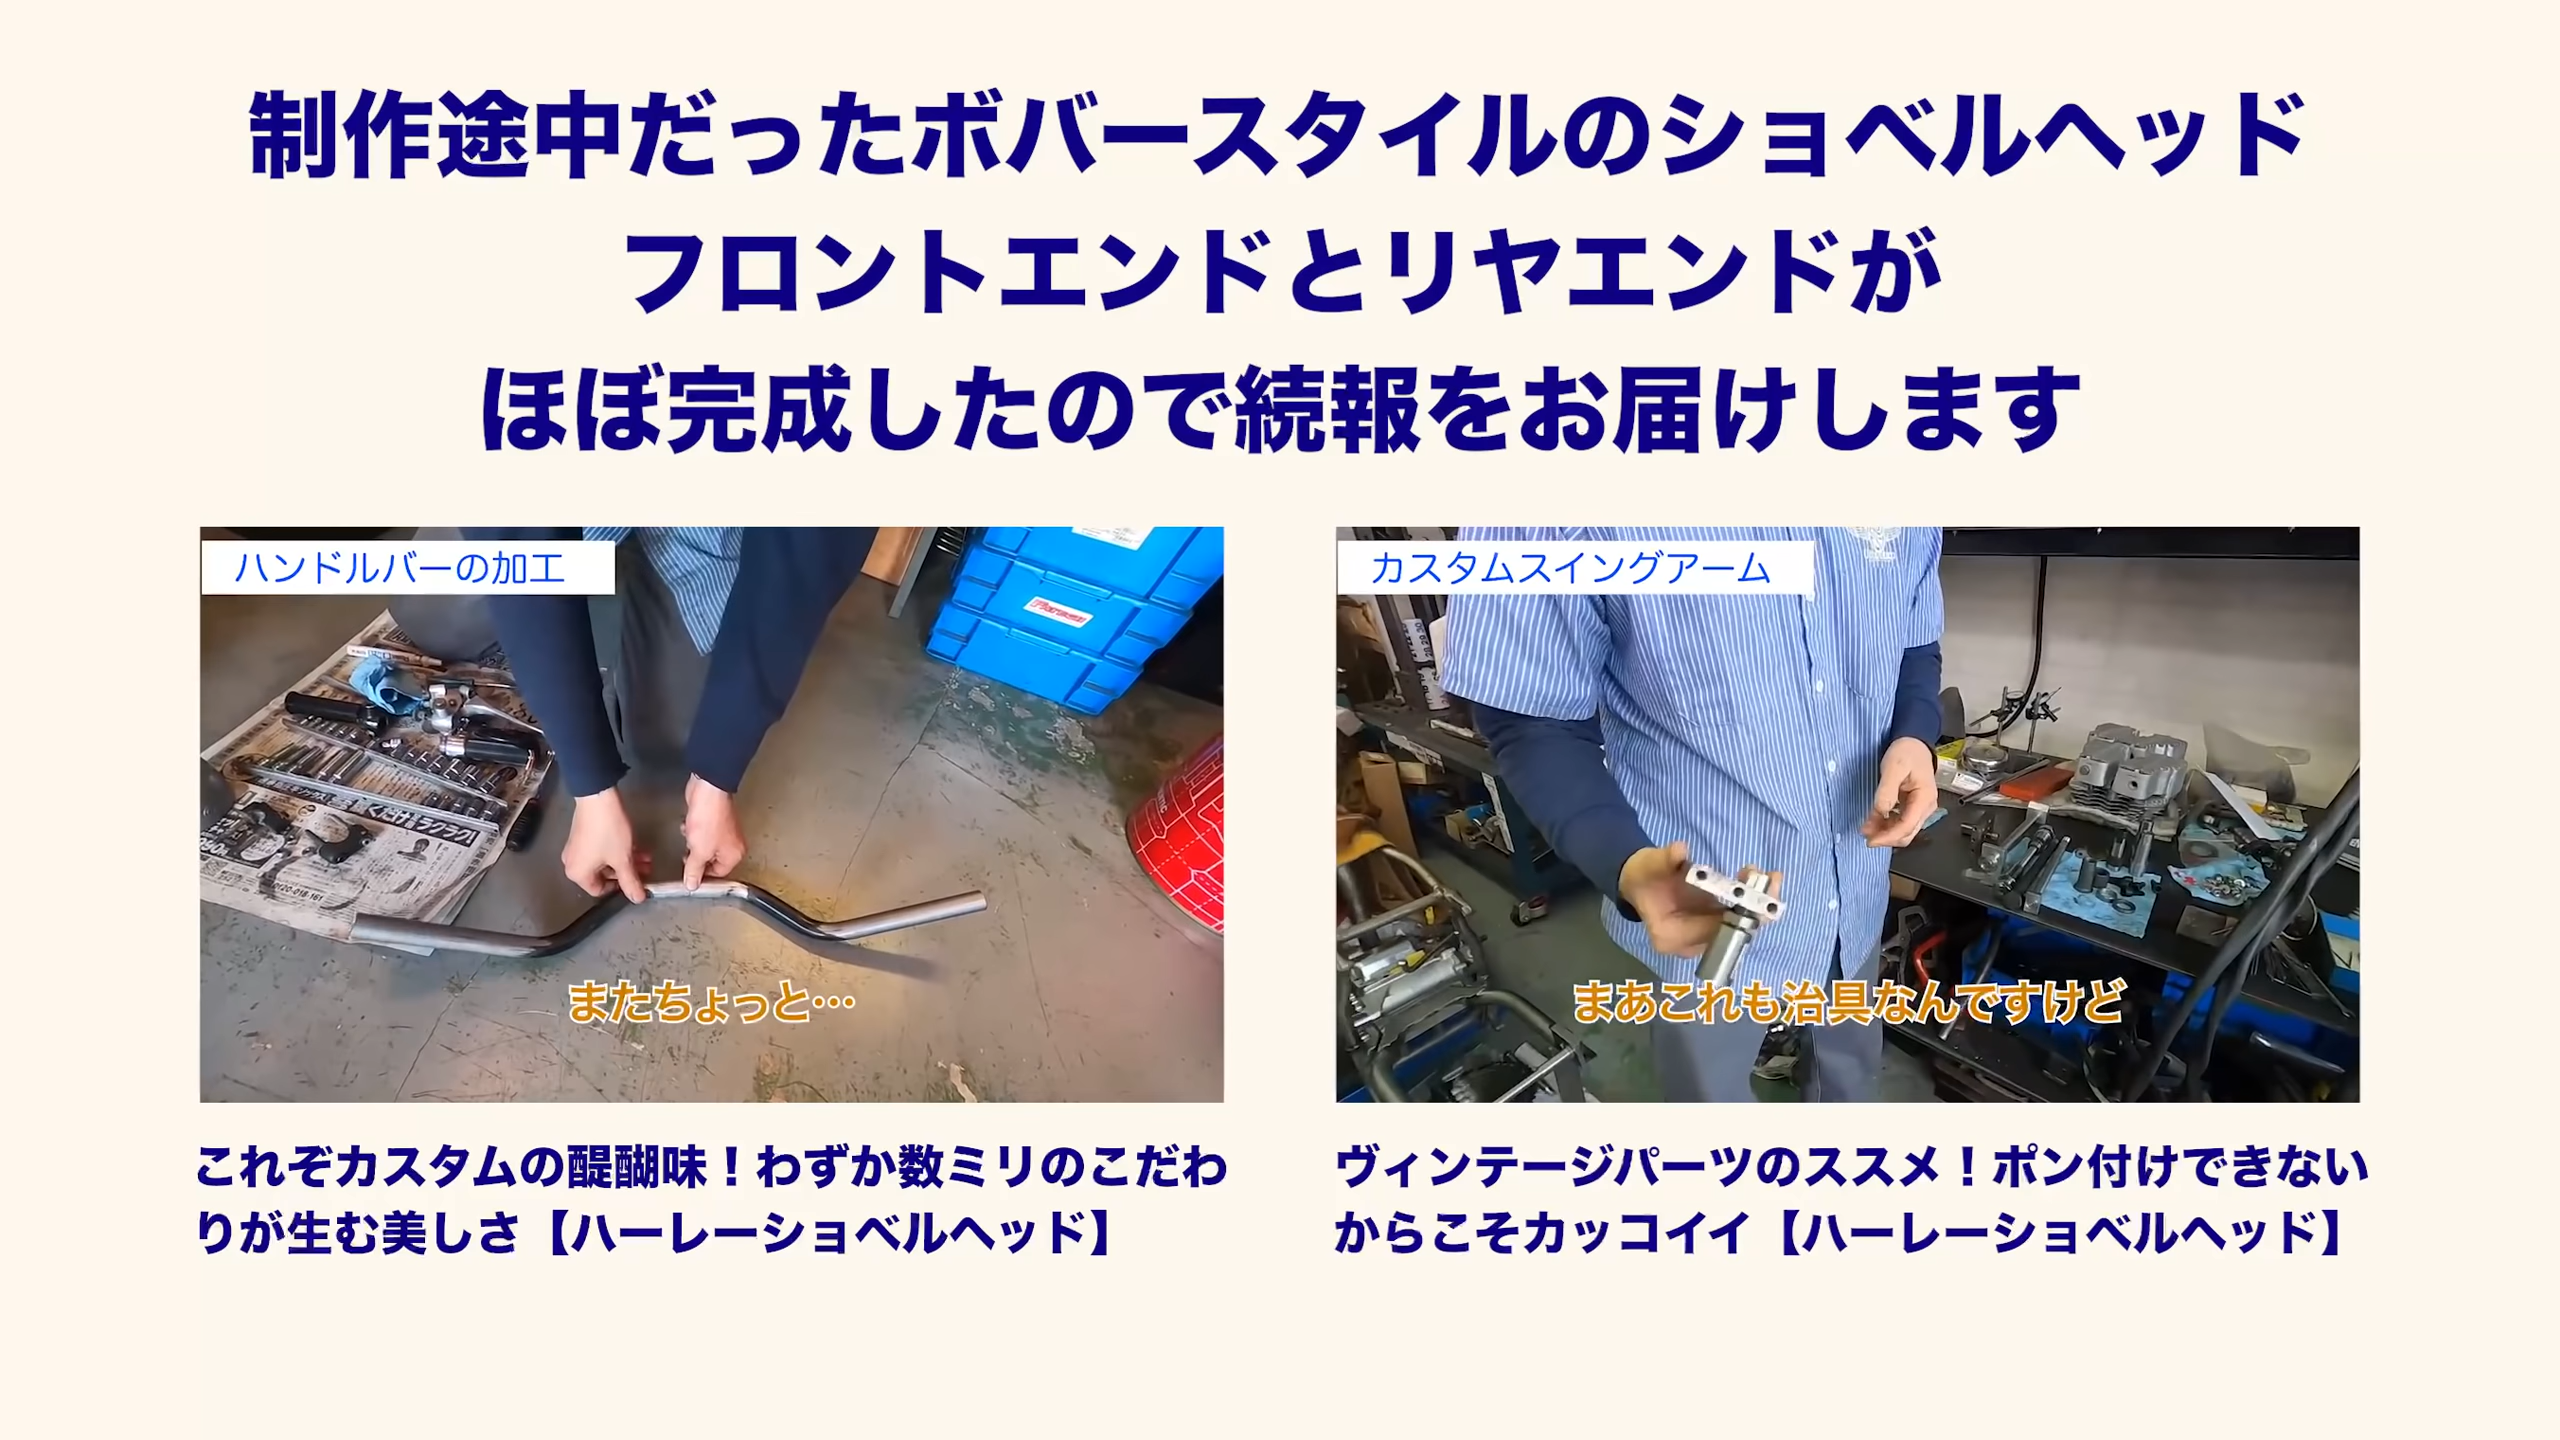 制作途中だったボバースタイルのショベルヘッド
フロントエンドとリヤエンドが
ほぼ完成したので続報をお届けします
ハンドルバーの加工
またちょっと…
カスタムスイングアーム
まあこれも治具なんですけど
これぞカスタムの醍醐味！わずか数ミリのこだわ
りが生む美しさ【ハーレーショベルヘッド】
ヴィンテージパーツのススメ！ポン付けできない
からこそカッコイイ【ハーレーショベルヘッド】